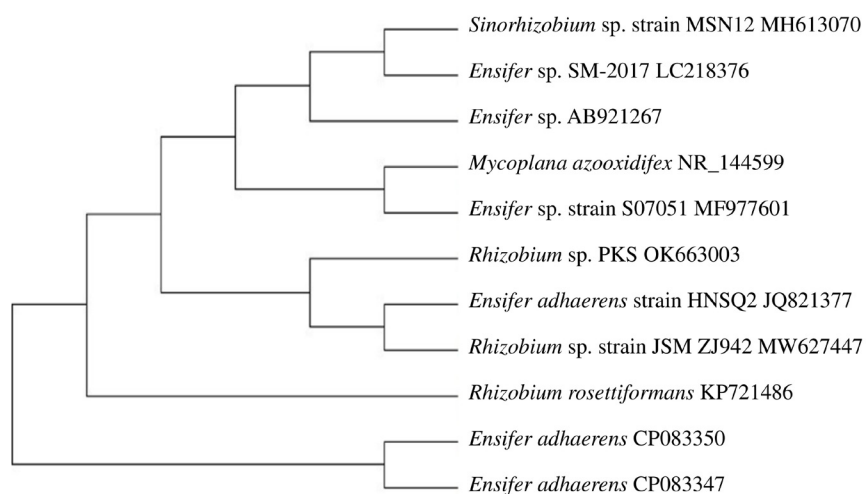 Sinorhizobium sp. strain MSN12 MH613070
Ensifer sp. SM-2017 LC218376
Ensifer sp. AB921267
Mycoplana azooxidifex NR_144599
Ensifer sp. strain S07051 MF977601
Rhizobium sp. PKS OK663003
Ensifer adhaerens strain HNSQ2 JQ821377
Rhizobium sp. strain JSM ZJ942 MW627447
Rhizobium rosettiformans KP721486
Ensifer adhaerens CP083350
Ensifer adhaerens CP083347